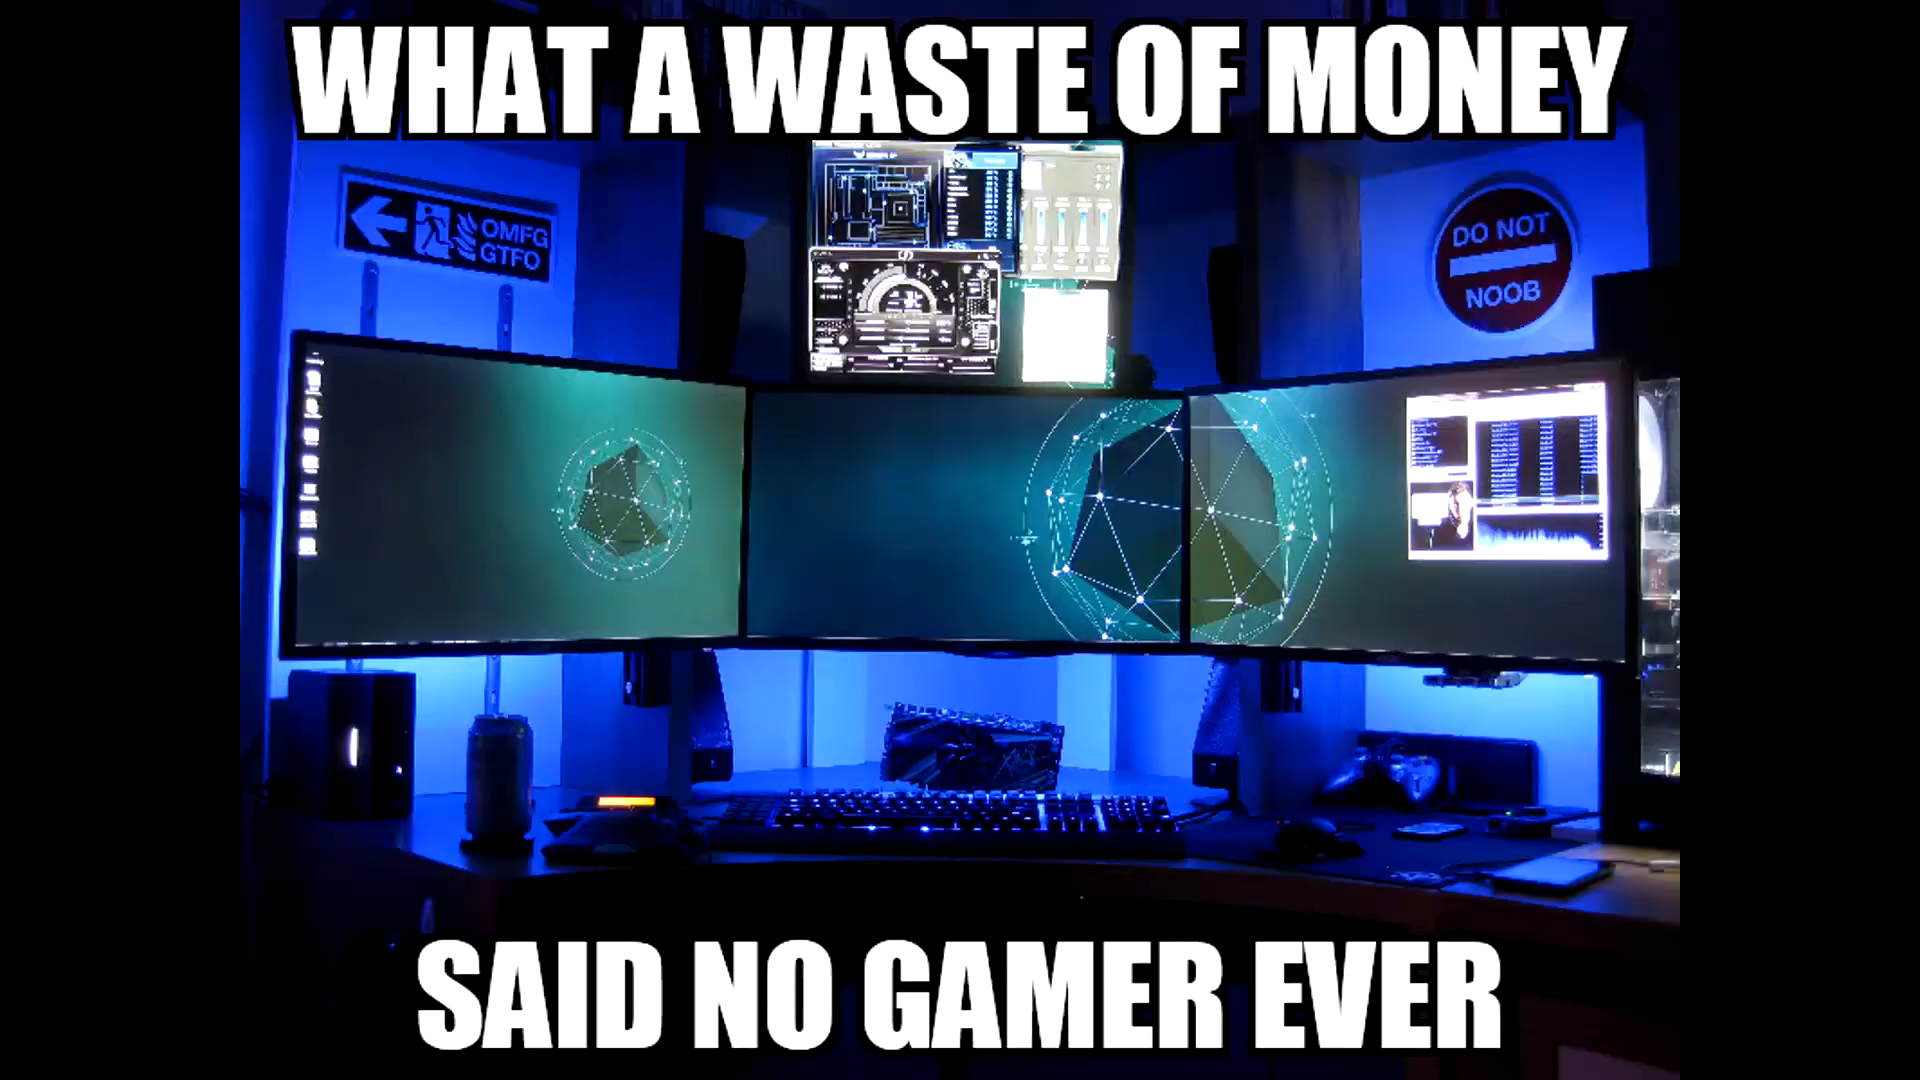 WHAT A WASTE OF MONEY
OMFG
GTFO
DO NOT
NOOB
SAID NO GAMER EVER